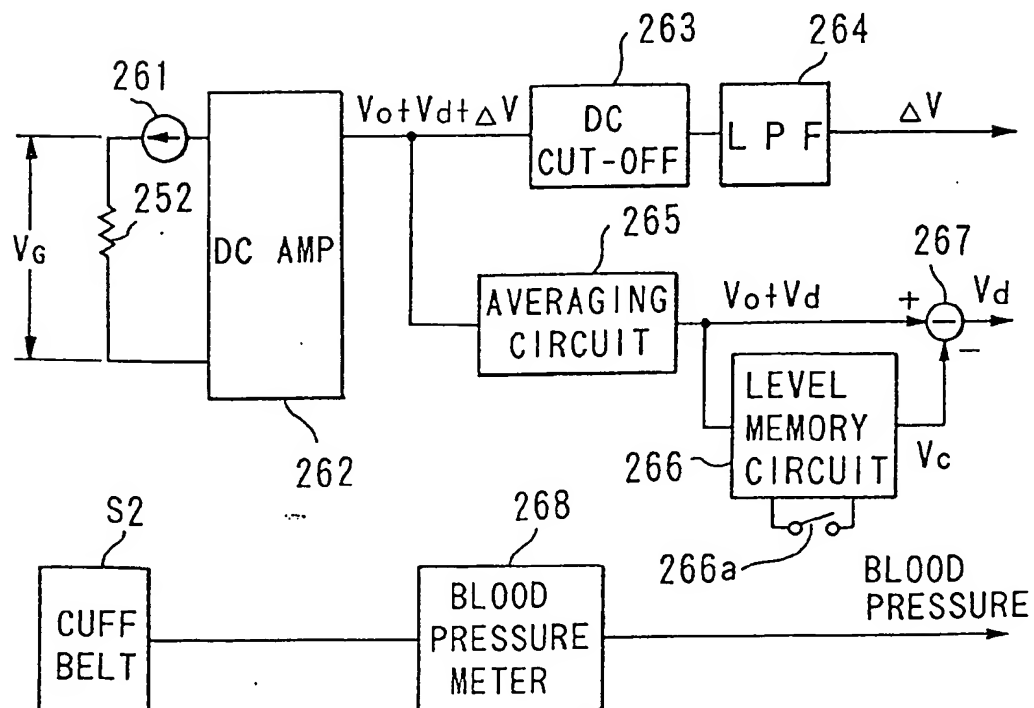 263
264
261
Vo+Vd+ΔV
DC
CUT-OFF
LPF
ΔV
252
VG
DC AMP
265
267
AVERAGING
CIRCUIT
Vo+Vd
+
−
Vd
−
LEVEL
MEMORY
CIRCUIT
266
Vc
262
266a
S2
268
CUFF
BELT
BLOOD
PRESSURE
METER
BLOOD
PRESSURE